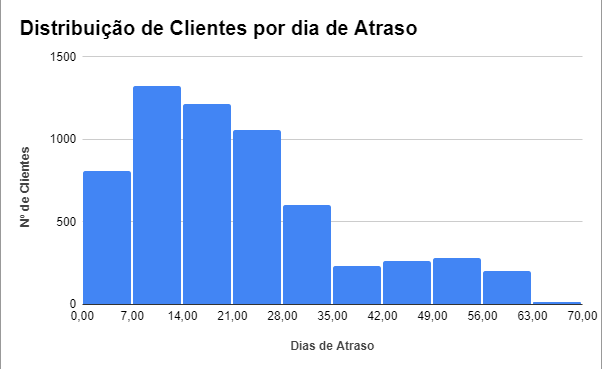 Distribuição de Clientes por dia de Atraso
1500
1000
500
0
Nº de Clientes
0,00 7,00 14,00 21,00 28,00 35,00 42,00 49,00 56,00 63,00 70,00
Dias de Atraso